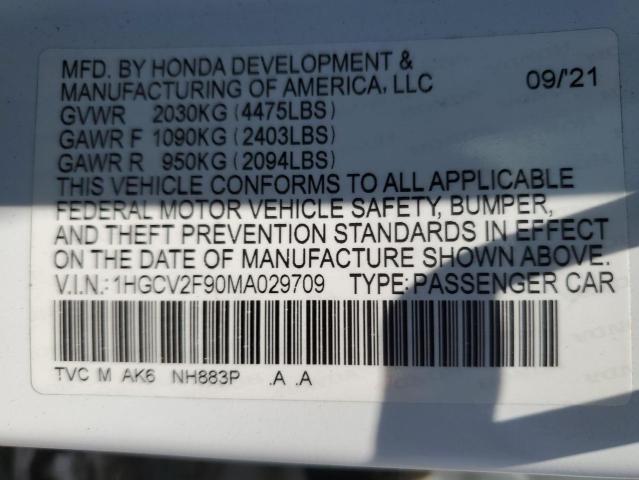 MFD. BY HONDA DEVELOPMENT &
MANUFACTURING OF AMERICA, LLC 09/'21
GVWR 2030KG (4475LBS)
GAWR F 1090KG (2403LBS)
GAWR R 950KG (2094LBS)
THIS VEHICLE CONFORMS TO ALL APPLICABLE
FEDERAL MOTOR VEHICLE SAFETY, BUMPER,
AND THEFT PREVENTION STANDARDS IN EFFECT
ON THE DATE OF MANUFACTURE SHOWN ABOVE.
V.I.N.: 1HGCV2F90MA029709 TYPE: PASSENGER CAR
TVC M AK6 NH883P .A .A